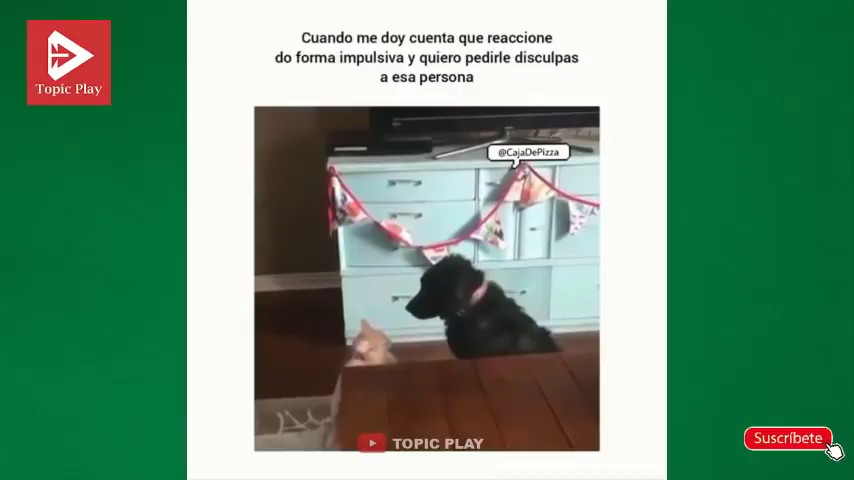 Topic Play
Cuando me doy cuenta que reaccione
do forma impulsiva y quiero pedirle disculpas
a esa persona
@CajaDePizza
TOPIC PLAY
Suscríbete